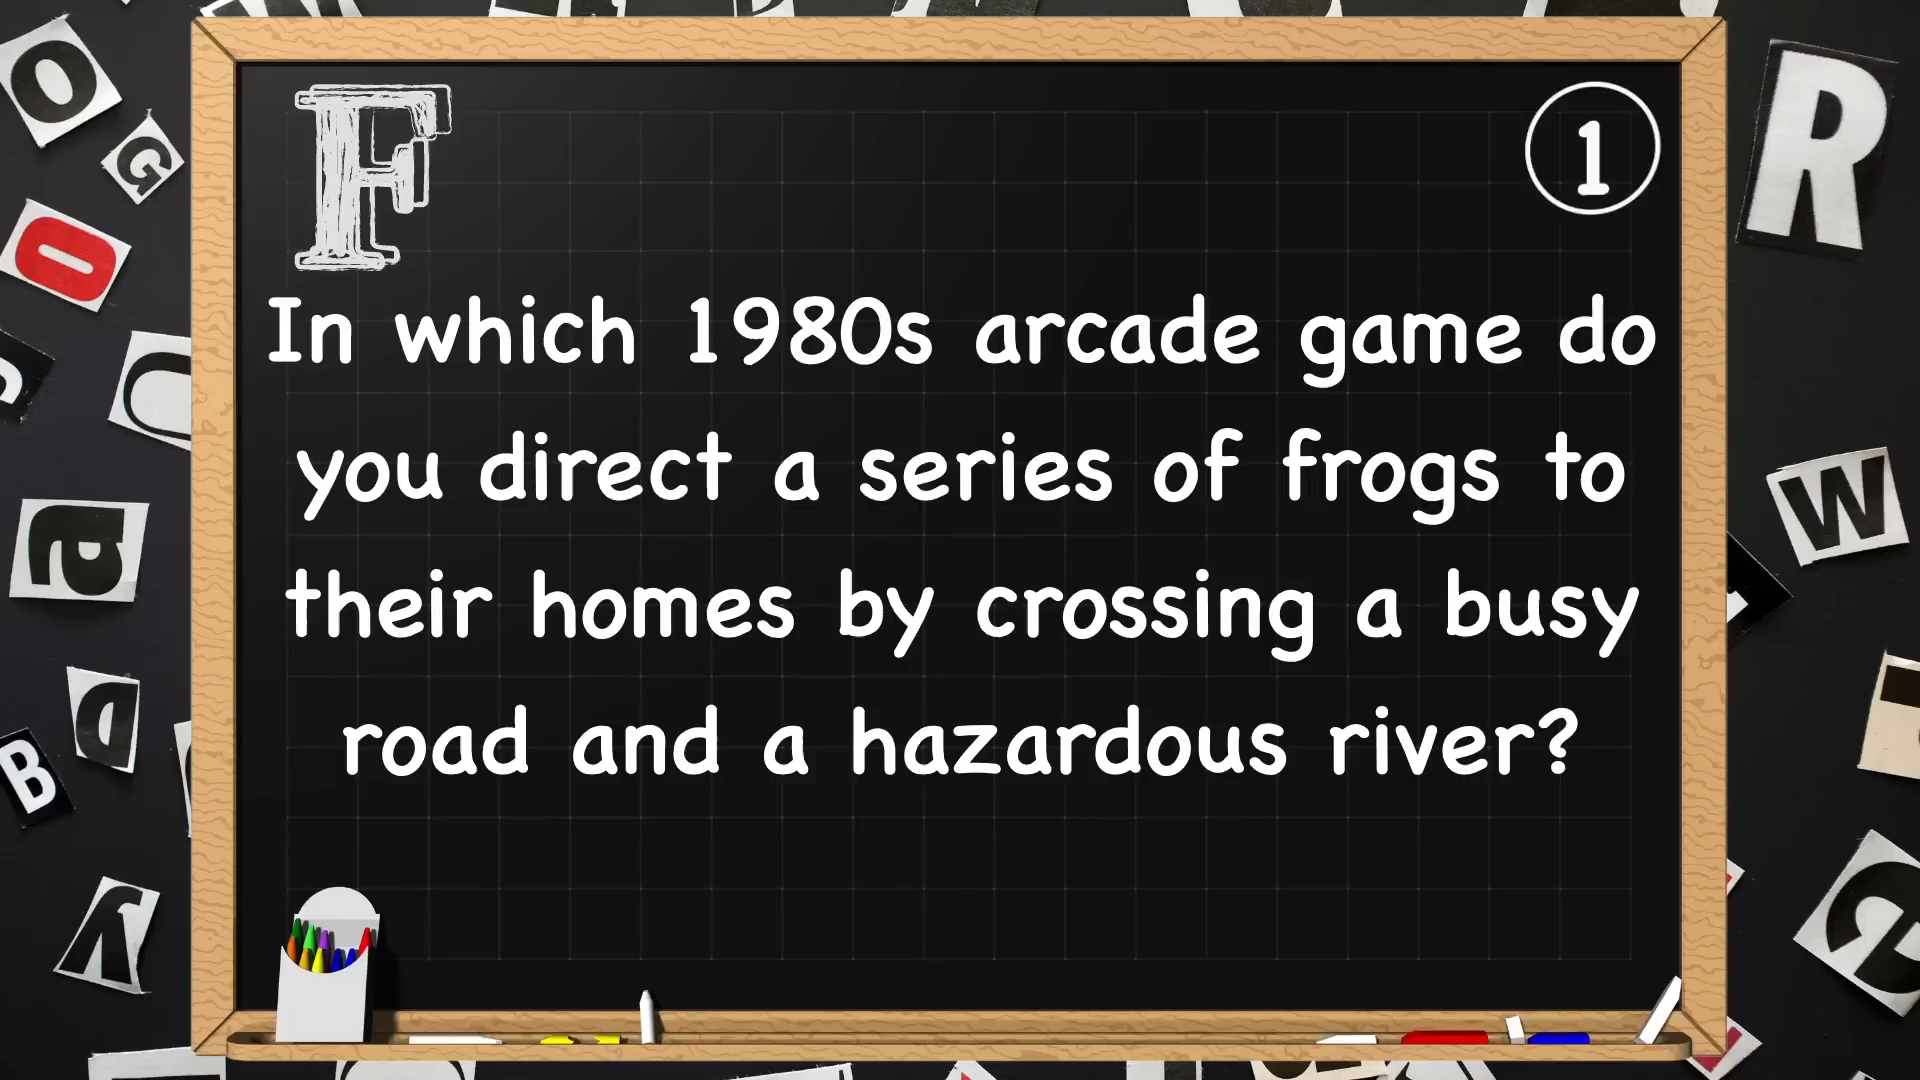 F
1
In which 1980s arcade game do
you direct a series of frogs to
their homes by crossing a busy
road and a hazardous river?
O
G
O
a
B
y
R
W
e